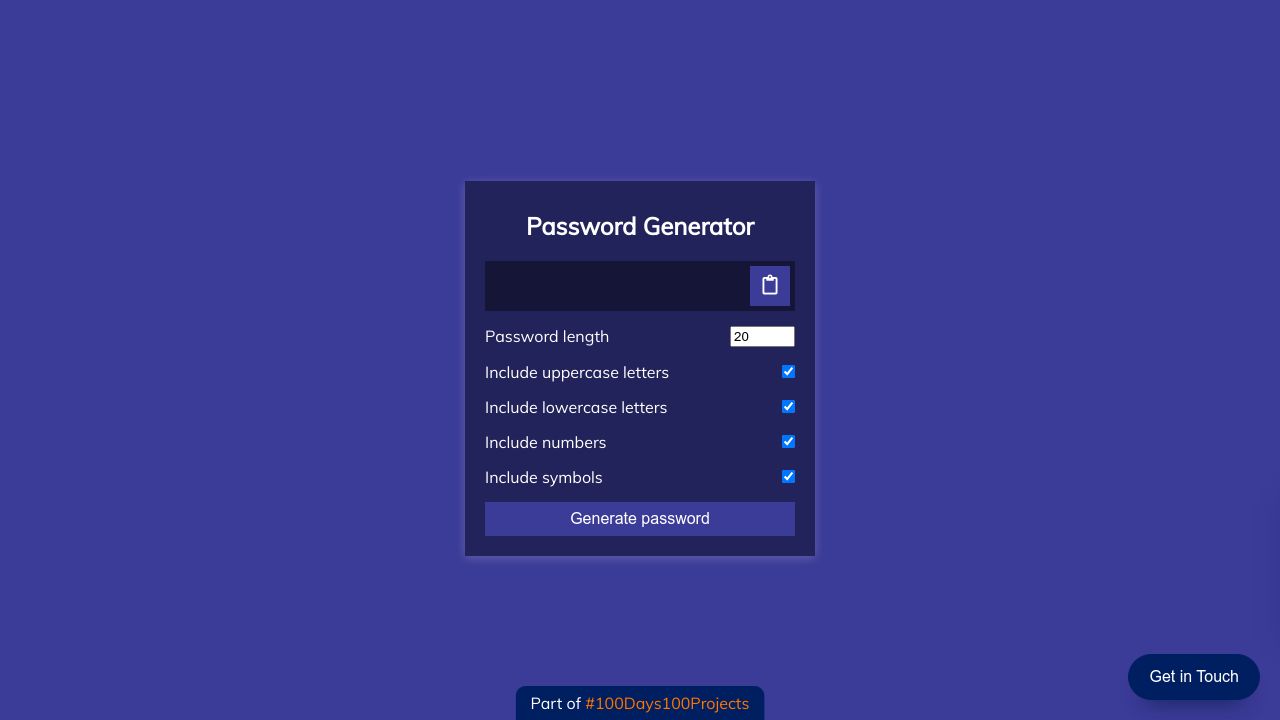 Password Generator
Password length
20
Include uppercase letters
Include lowercase letters
Include numbers
Include symbols
Generate password
Get in Touch
Part of #100Days100Projects